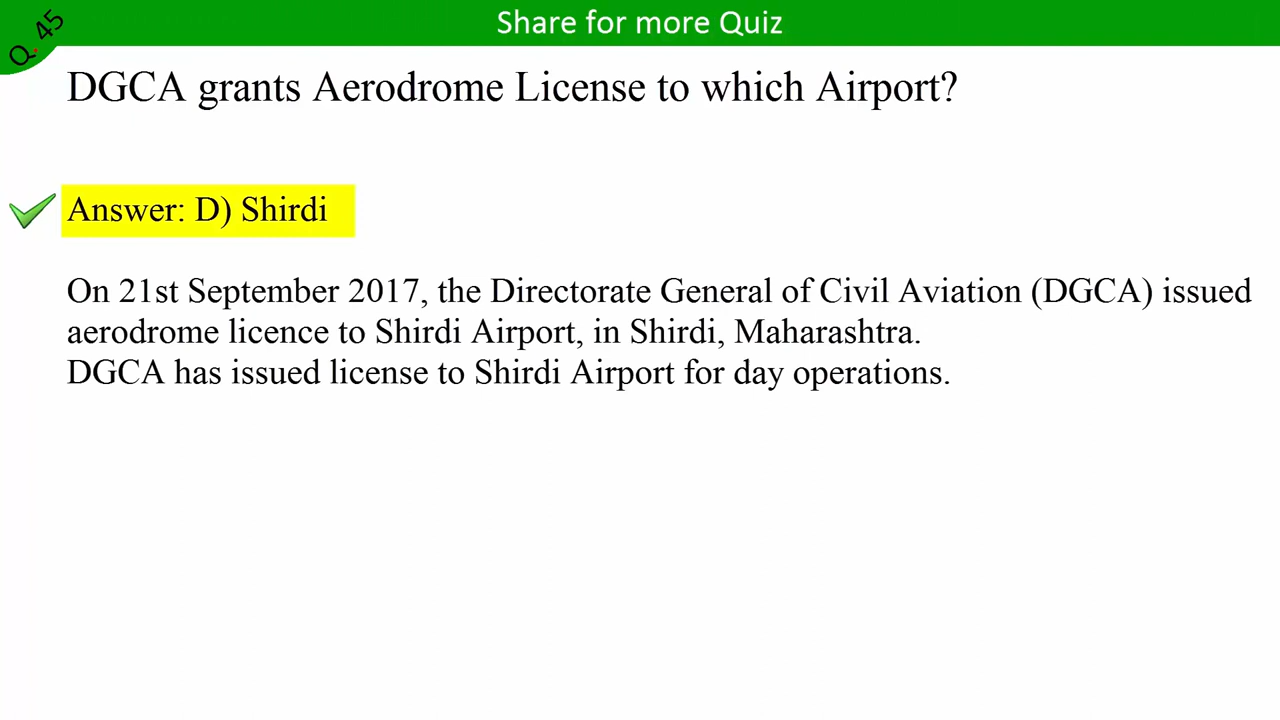 Share for more Quiz
Q. 45
DGCA grants Aerodrome License to which Airport?
Answer: D) Shirdi
On 21st September 2017, the Directorate General of Civil Aviation (DGCA) issued
aerodrome licence to Shirdi Airport, in Shirdi, Maharashtra.
DGCA has issued license to Shirdi Airport for day operations.